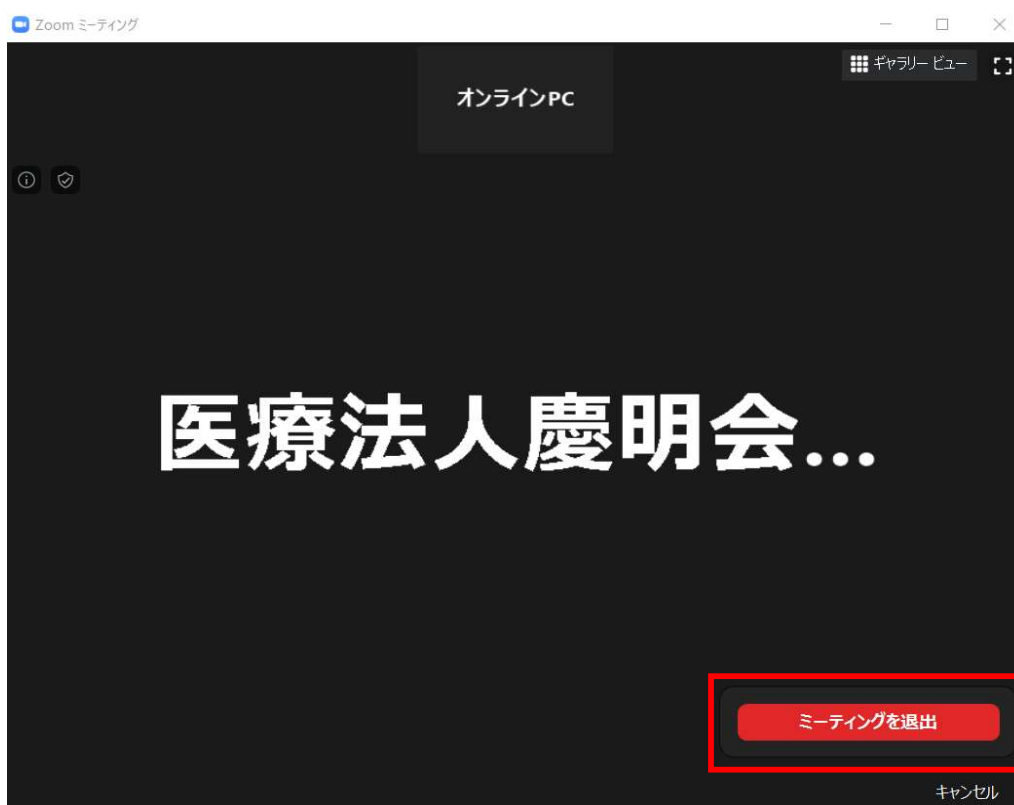 Zoom ミーティング
ギャラリー ビュー
オンラインPC
医療法人慶明会...
ミーティングを退出
キャンセル